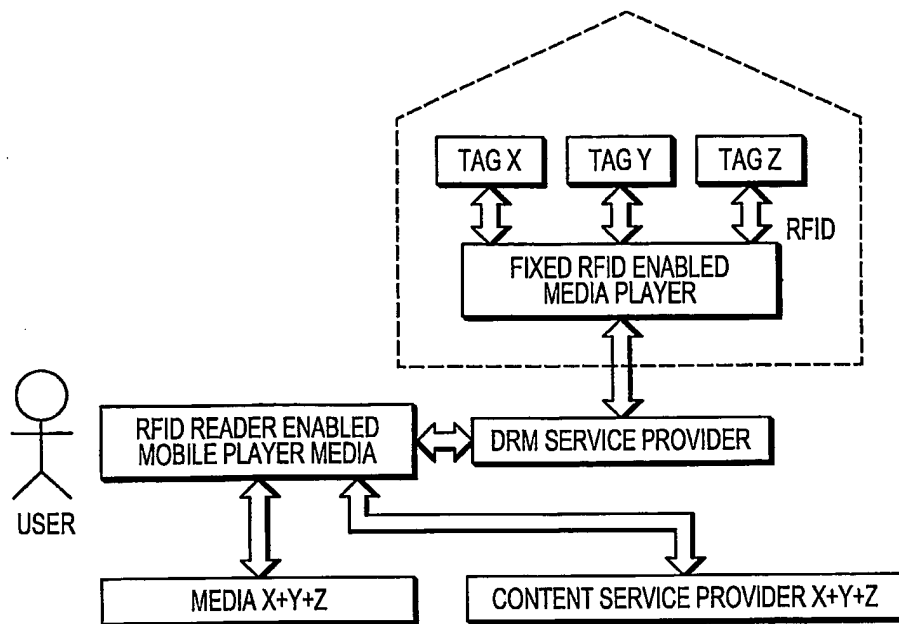 TAG X
TAG Y
TAG Z
RFID
FIXED RFID ENABLED
MEDIA PLAYER
RFID READER ENABLED
MOBILE PLAYER MEDIA
DRM SERVICE PROVIDER
USER
MEDIA X+Y+Z
CONTENT SERVICE PROVIDER X+Y+Z